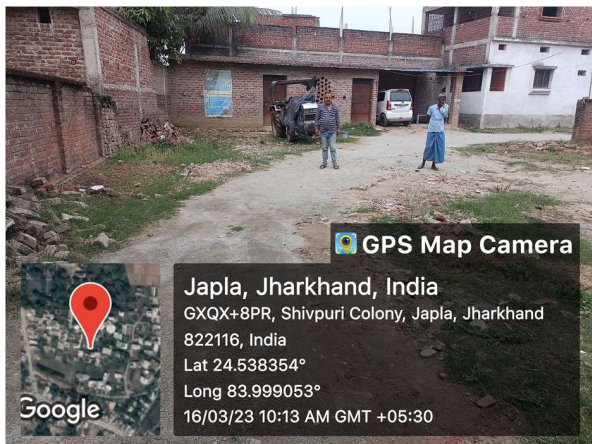 GPS Map Camera
Japla, Jharkhand, India
GXQX+8PR, Shivpuri Colony, Japla, Jharkhand
822116, India
Lat 24.538354°
Long 83.999053°
16/03/23 10:13 AM GMT +05:30
Google